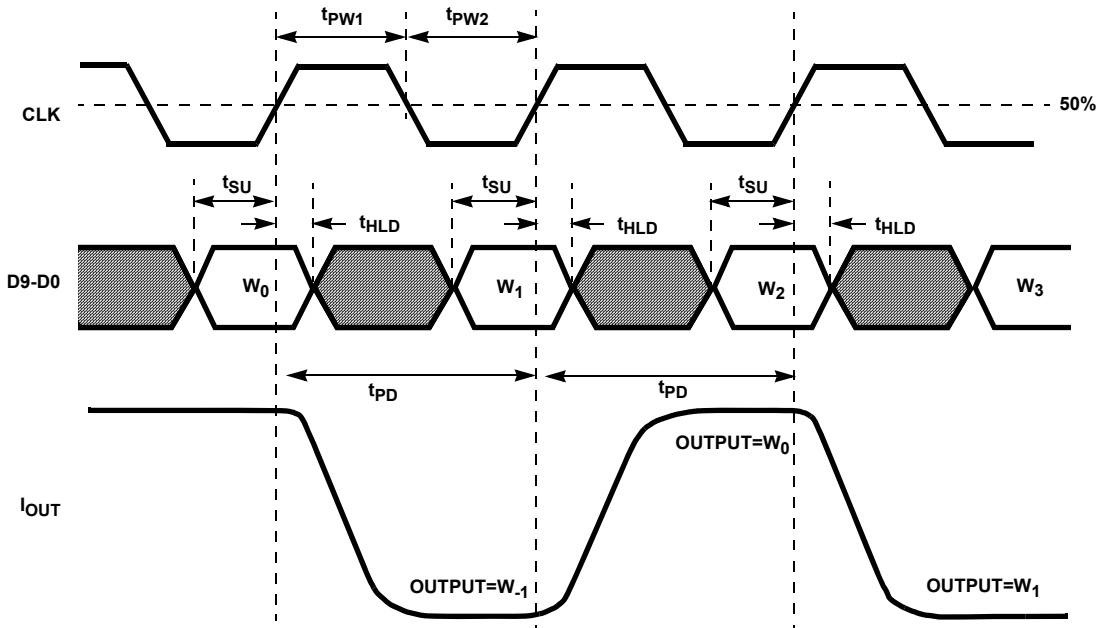 tPW1 tPW2
CLK
50%
tSU tSU tSU
tHLD tHLD tHLD
D9-D0
W0 W1 W2 W3
tPD tPD
OUTPUT=W0
IOUT
OUTPUT=W-1 OUTPUT=W1